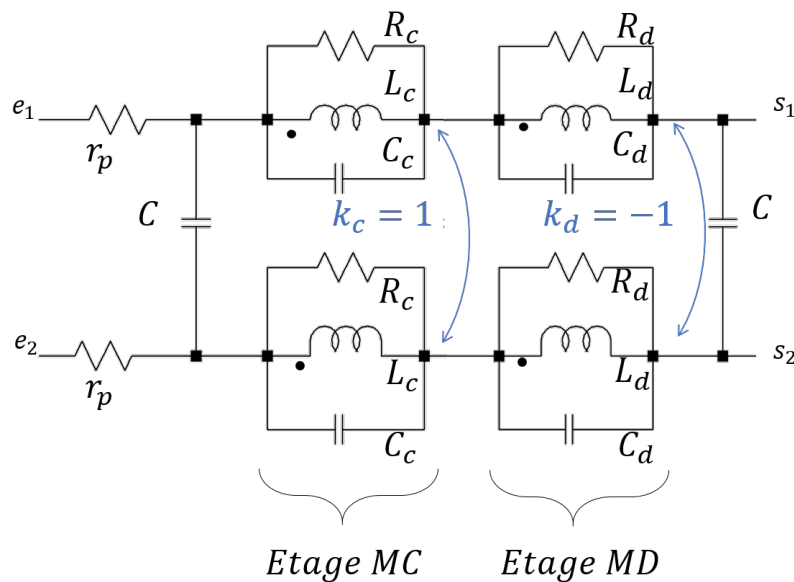 R_c
R_d
L_c
L_d
e_1
s_1
r_p
C_c
C_d
C
k_c = 1
k_d = −1
C
R_c
R_d
e_2
s_2
r_p
L_c
L_d
C_c
C_d
Etage MC
Etage MD